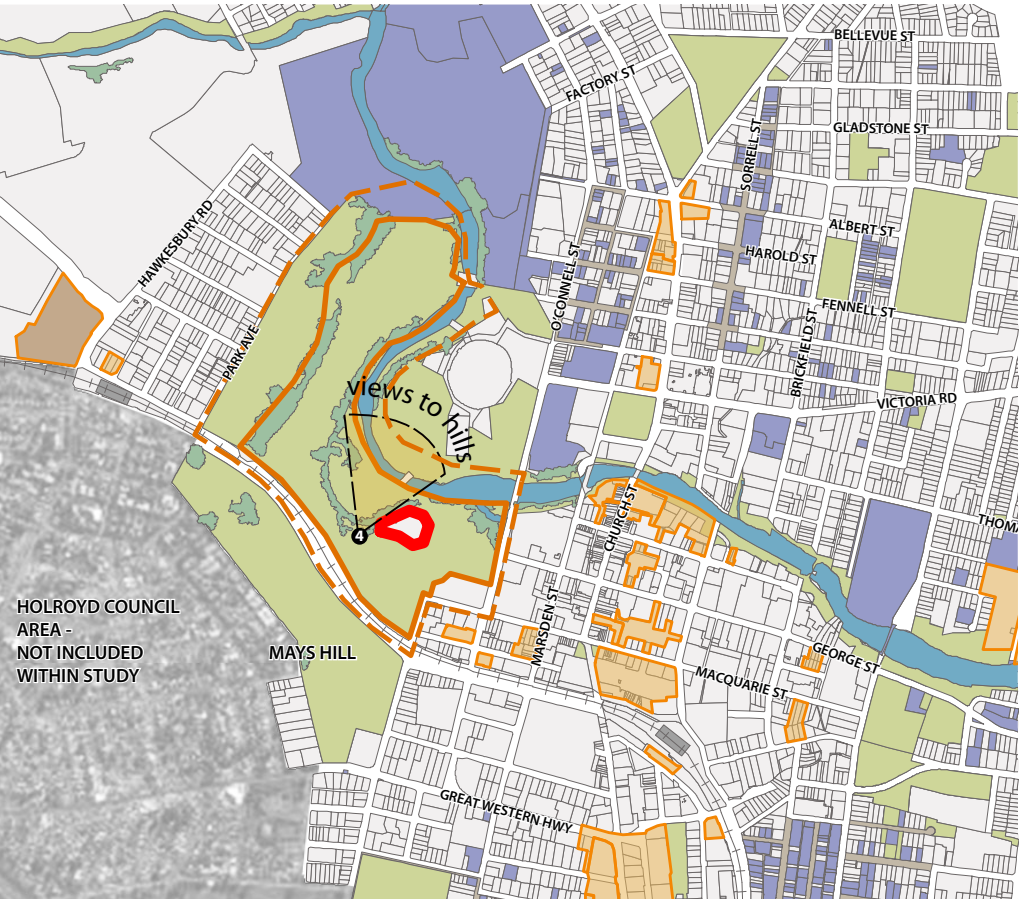 BELLEVUE ST
FACTORY ST
GLADSTONE ST
SORRELL ST
HAWKESBURY RD
ALBERT ST
HAROLD ST
O'CONNELL ST
FENNELL ST
BRICKFIELD ST
PARK AVE
VICTORIA RD
views to hills
CHURCH ST
THOMA
4
HOLROYD COUNCIL
AREA -
NOT INCLUDED
WITHIN STUDY
MAYS HILL
MARSDEN ST
GEORGE ST
MACQUARIE ST
GREAT WESTERN HWY